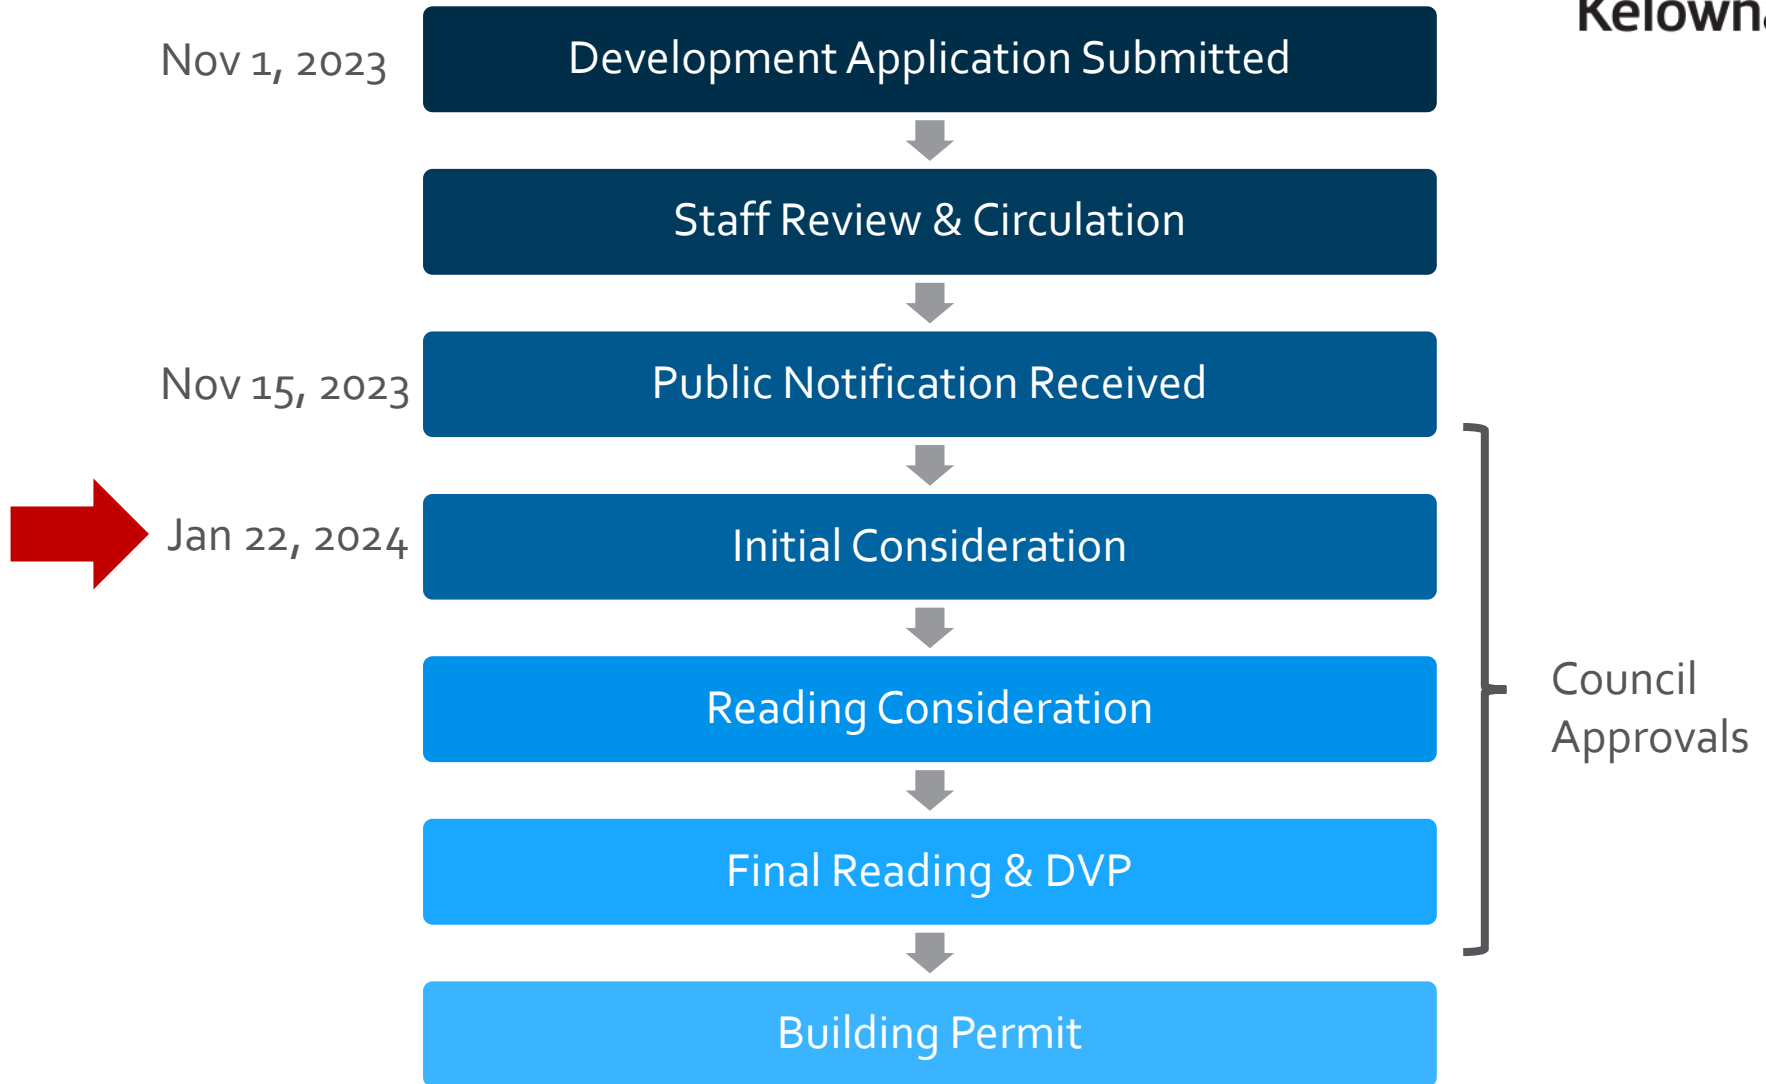 Kelowna
Nov 1, 2023
Development Application Submitted
Staff Review & Circulation
Nov 15, 2023
Public Notification Received
Jan 22, 2024
Initial Consideration
Reading Consideration
Council
Approvals
Final Reading & DVP
Building Permit